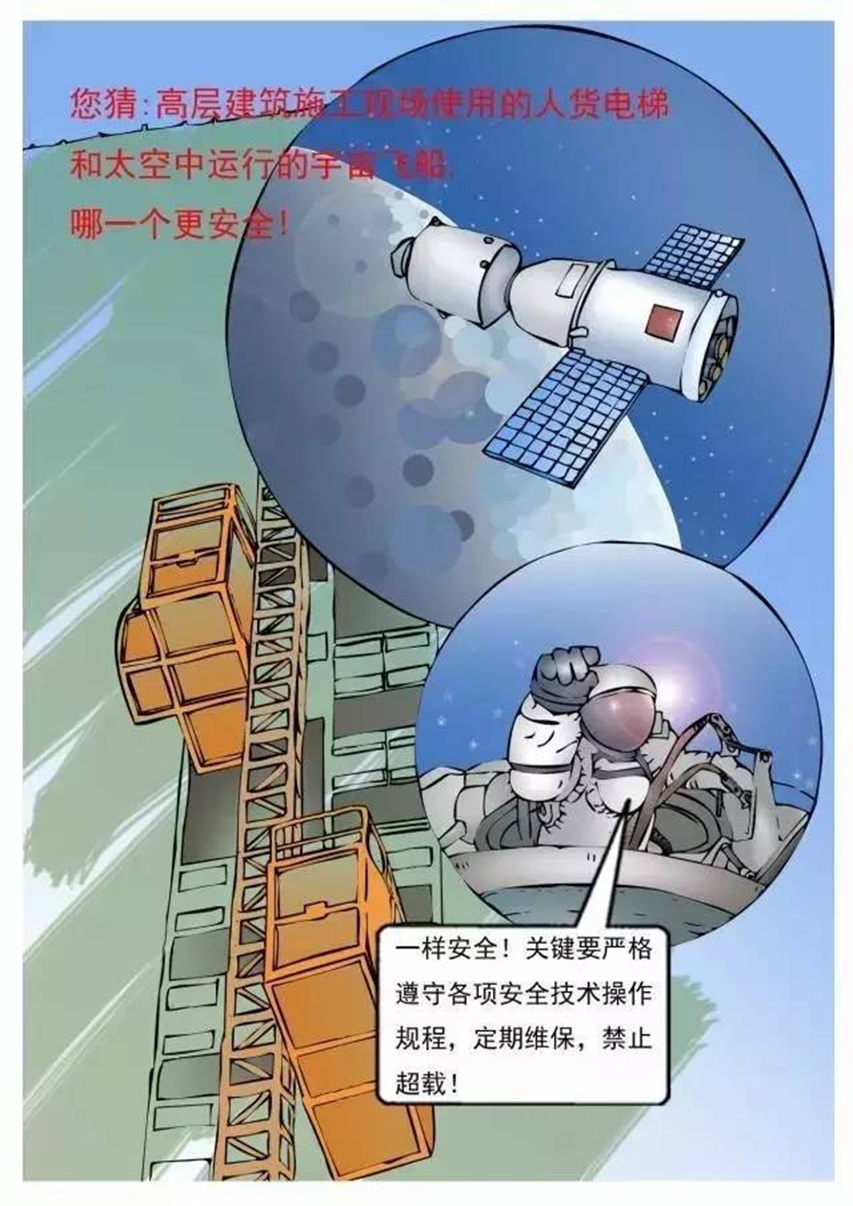 您猜:高层建筑施工现场使用的人货电梯
和太空中运行的宇宙飞船,
哪一个更安全!
一样安全！关键要严格
遵守各项安全技术操作
规程，定期维保，禁止
超载！